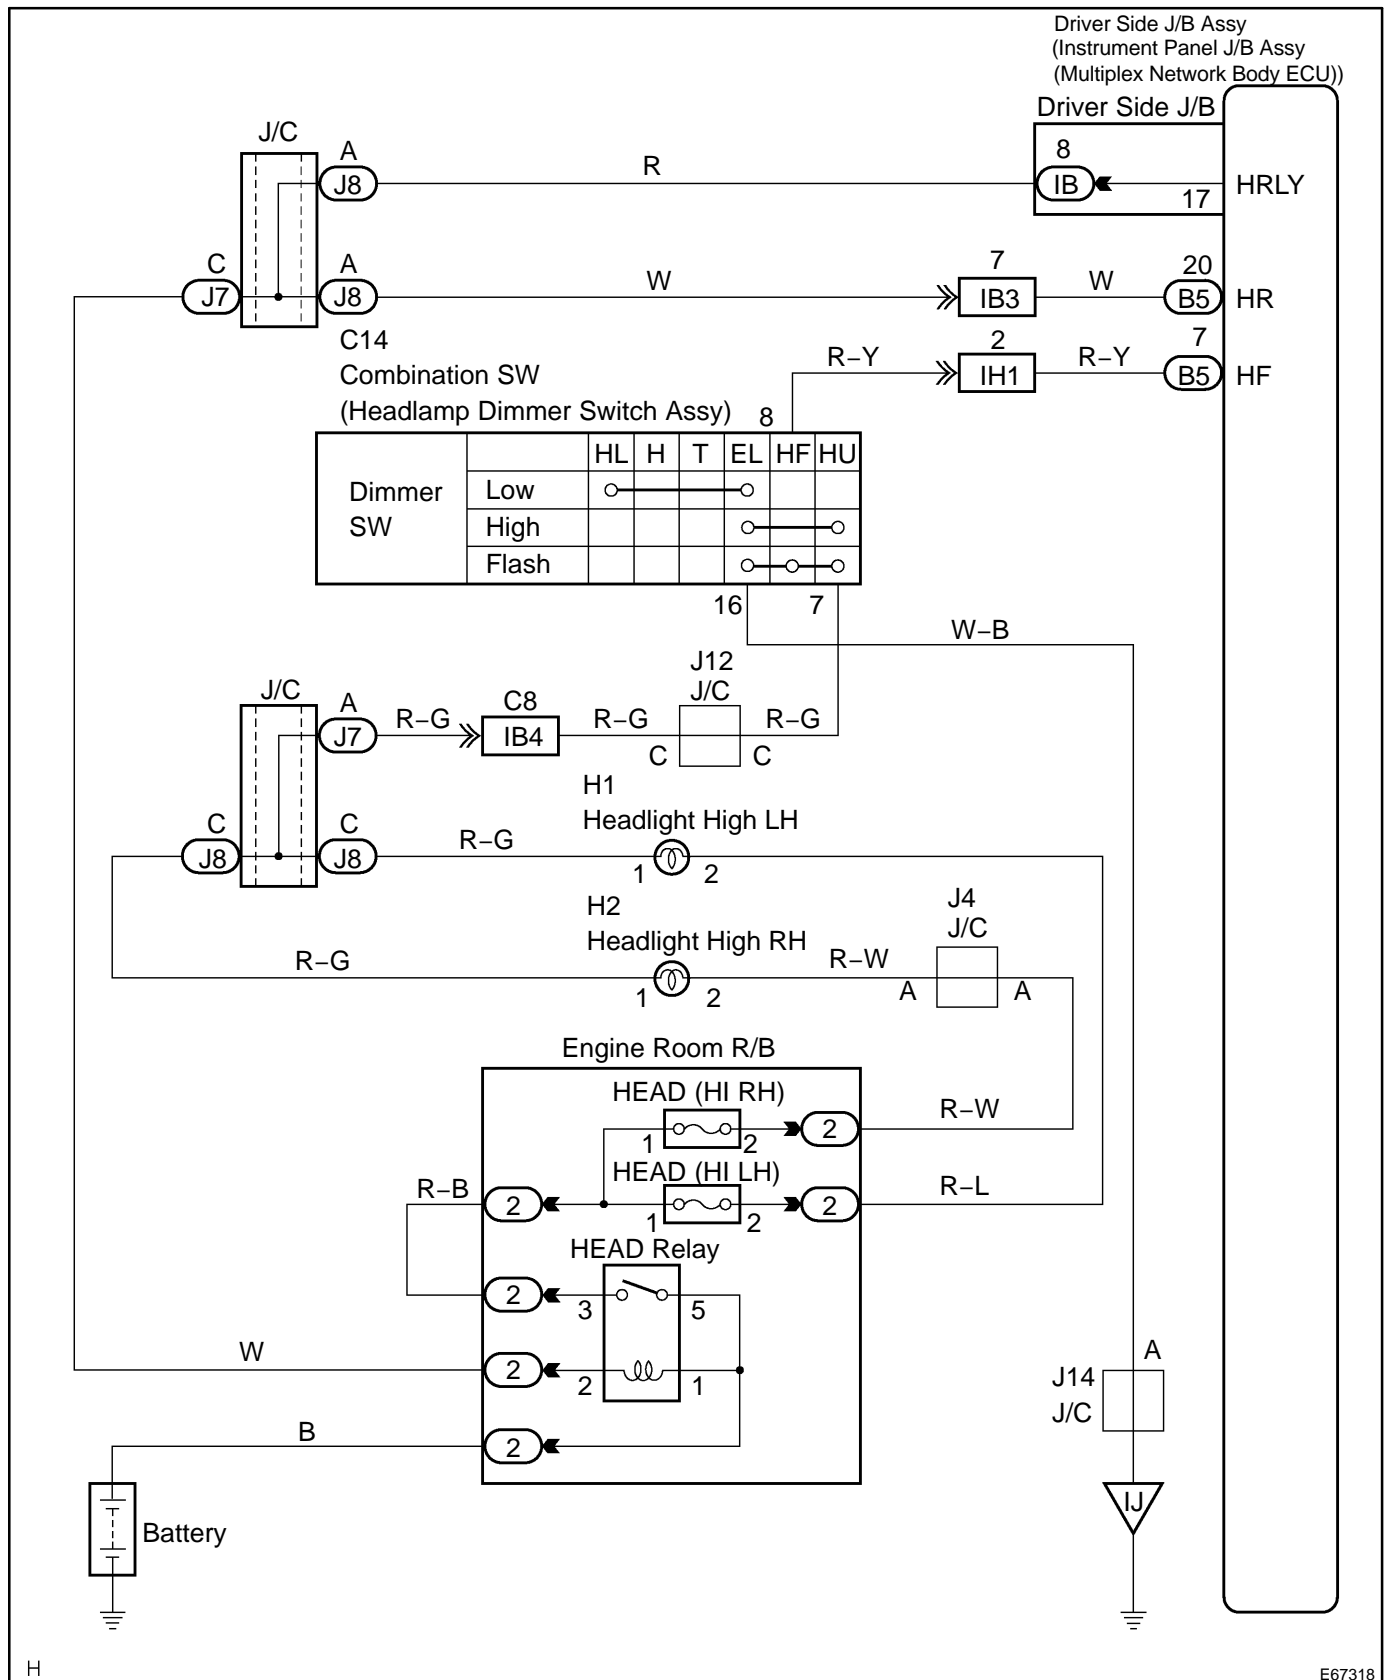 Driver Side J/B Assy
(Instrument Panel J/B Assy
(Multiplex Network Body ECU))
Driver Side J/B
J/C
A
J8
R
8
IB
17
HRLY
C
J7
A
J8
W
7
IB3
W
20
B5
HR
C14
Combination SW
(Headlamp Dimmer Switch Assy)
8
R–Y
2
IH1
R–Y
7
B5
HF
HL H T EL HF HU
Dimmer
SW
Low
High
Flash
16
7
W–B
J/C
A
J7
R–G
C8
IB4
R–G
J12
J/C
C
C
R–G
H1
Headlight High LH
C
J8
C
J8
R–G
1
2
H2
Headlight High RH
R–G
1
2
R–W
J4
J/C
A
A
Engine Room R/B
HEAD (HI RH)
1
2
2
R–W
HEAD (HI LH)
R–B
2
1
2
2
R–L
HEAD Relay
2
3
5
W
2
2
1
B
2
A
J14
J/C
IJ
Battery
H
E67318